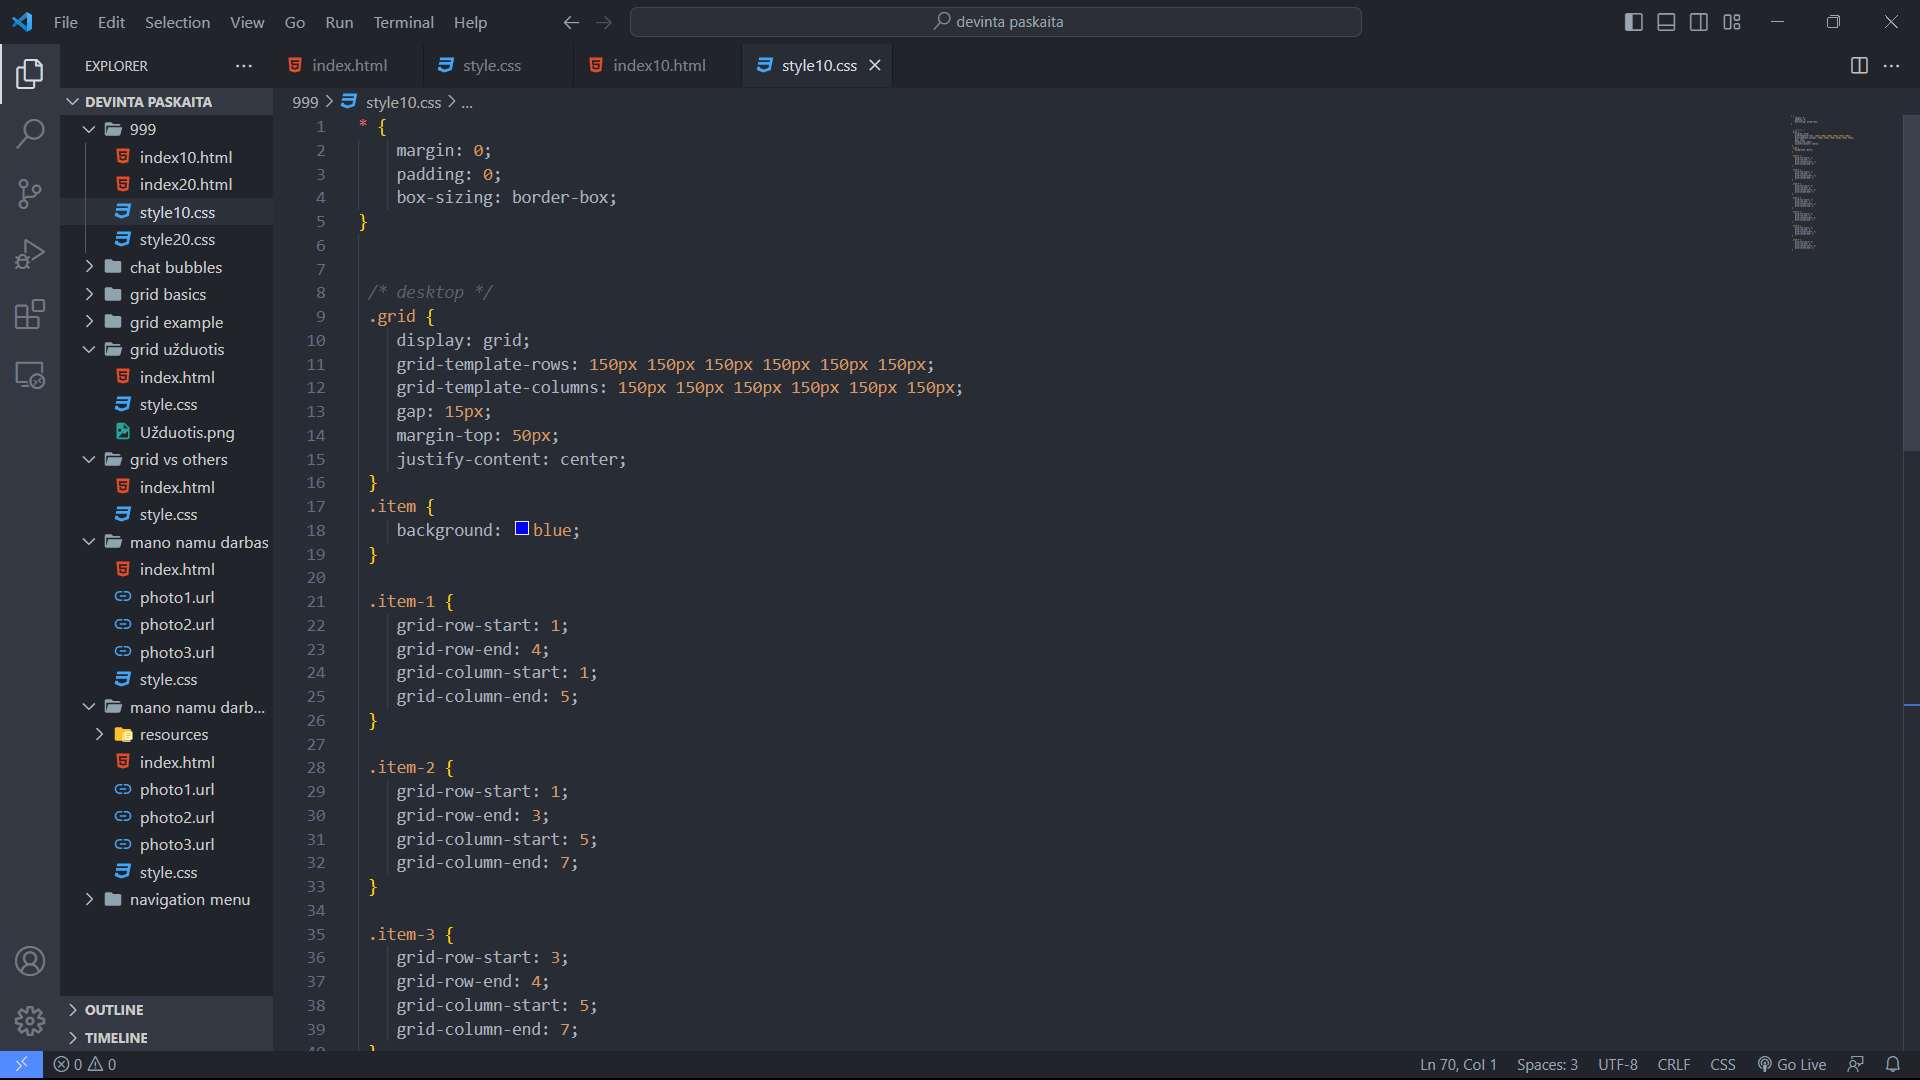 File Edit Selection View Go Run Terminal Help
devinta paskaita
EXPLORER
index.html
style.css
index10.html
style10.css
DEVINTA PASKAITA
999
index10.html
index20.html
style10.css
style20.css
chat bubbles
grid basics
grid example
grid užduotis
index.html
style.css
Užduotis.png
grid vs others
index.html
style.css
mano namu darbas
index.html
photo1.url
photo2.url
photo3.url
style.css
mano namu darb...
resources
index.html
photo1.url
photo2.url
photo3.url
style.css
navigation menu
OUTLINE
TIMELINE
999 > style10.css > ...
1 * {
2 margin: 0;
3 padding: 0;
4 box-sizing: border-box;
5 }
6
7
8 /* desktop */
9 .grid {
10 display: grid;
11 grid-template-rows: 150px 150px 150px 150px 150px 150px;
12 grid-template-columns: 150px 150px 150px 150px 150px 150px;
13 gap: 15px;
14 margin-top: 50px;
15 justify-content: center;
16 }
17 .item {
18 background: blue;
19 }
20
21 .item-1 {
22 grid-row-start: 1;
23 grid-row-end: 4;
24 grid-column-start: 1;
25 grid-column-end: 5;
26 }
27
28 .item-2 {
29 grid-row-start: 1;
30 grid-row-end: 3;
31 grid-column-start: 5;
32 grid-column-end: 7;
33 }
34
35 .item-3 {
36 grid-row-start: 3;
37 grid-row-end: 4;
38 grid-column-start: 5;
39 grid-column-end: 7;
0 0
Ln 70, Col 1 Spaces: 3 UTF-8 CRLF CSS Go Live